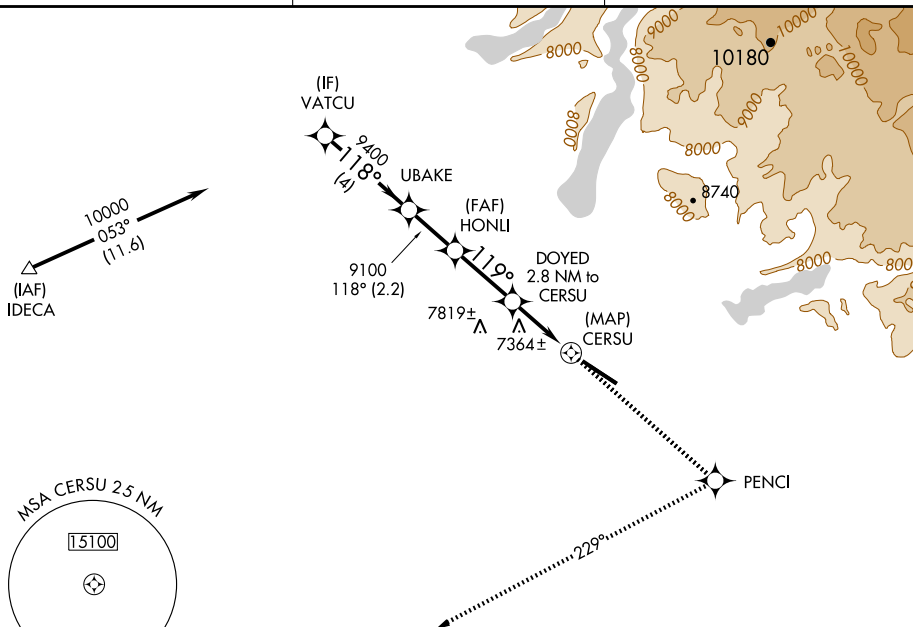 8000
9000
10000
10180
8000
10000
9000
8000
8000
8740
8000
8000
800
(IF)
VATCU
9400
118°
(4)
UBAKE
(FAF)
HONLI
10000
053°
(11.6)
(IAF)
IDECA
9100
118° (2.2)
119°
DOYED
2.8 NM to
CERSU
7819±
7364±
(MAP)
CERSU
PENCI
229°
MSA CERSU 25 NM
15100